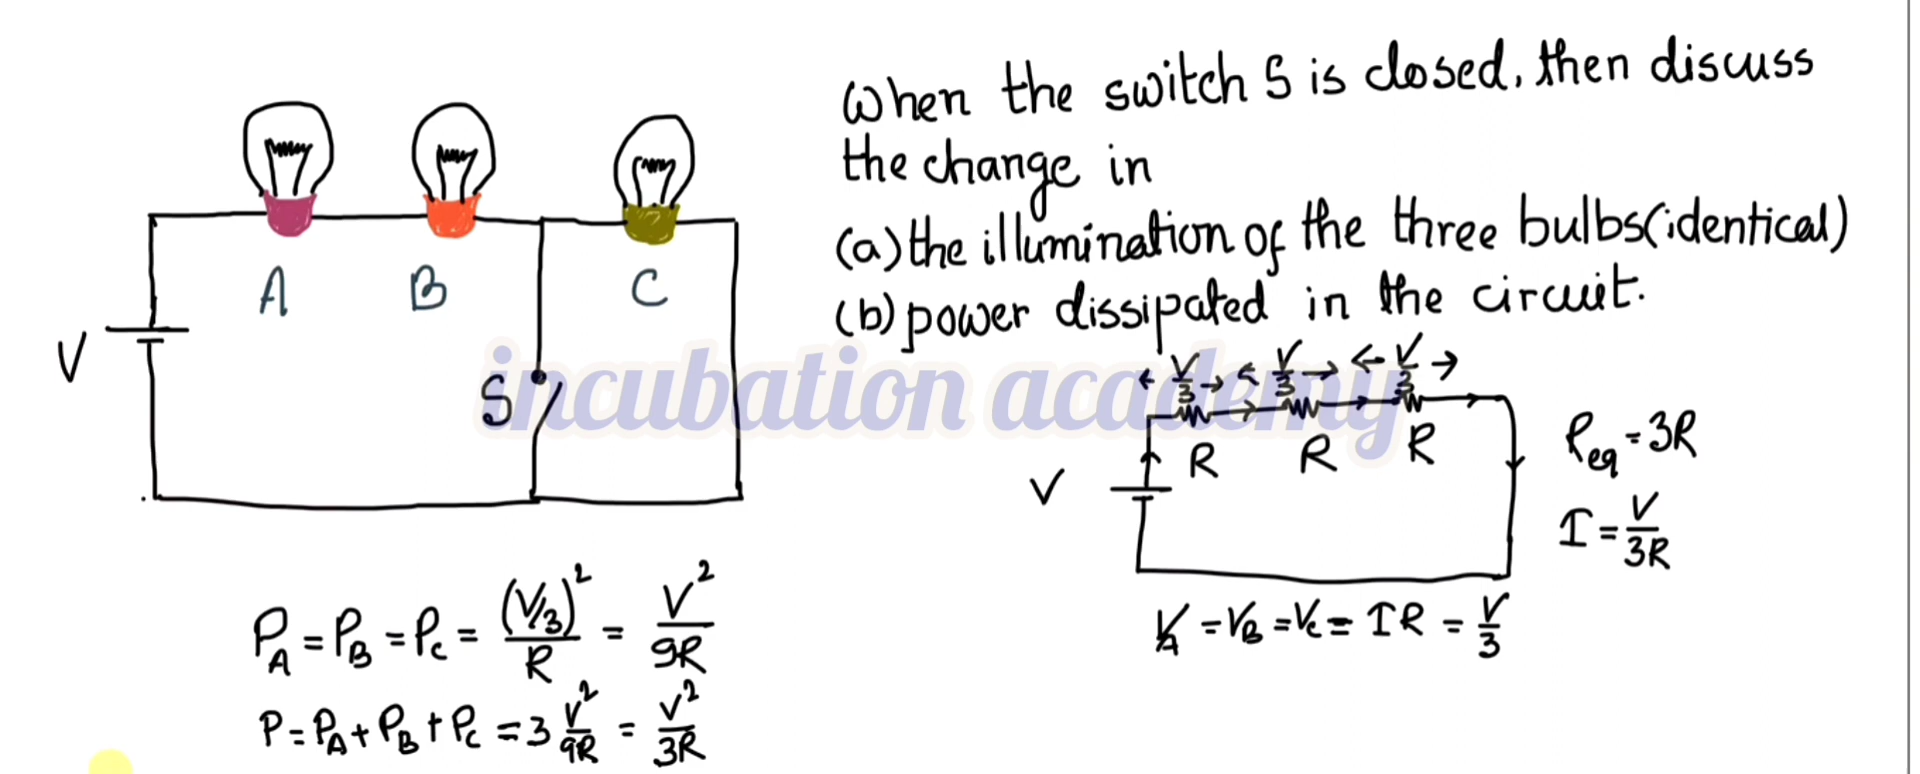 When the switch S is closed, then discuss
the change in
(a) the illumination of the three bulbs (identical)
(b) power dissipated in the circuit.
A B C
V
S
incubation academy
V/3 V/3 V/3
R R R
V
Req = 3R
I = V/3R
VA = VB = VC = IR = V/3
PA = PB = PC = (V/3)²/R = V²/9R
P = PA + PB + PC = 3 V²/9R = V²/3R